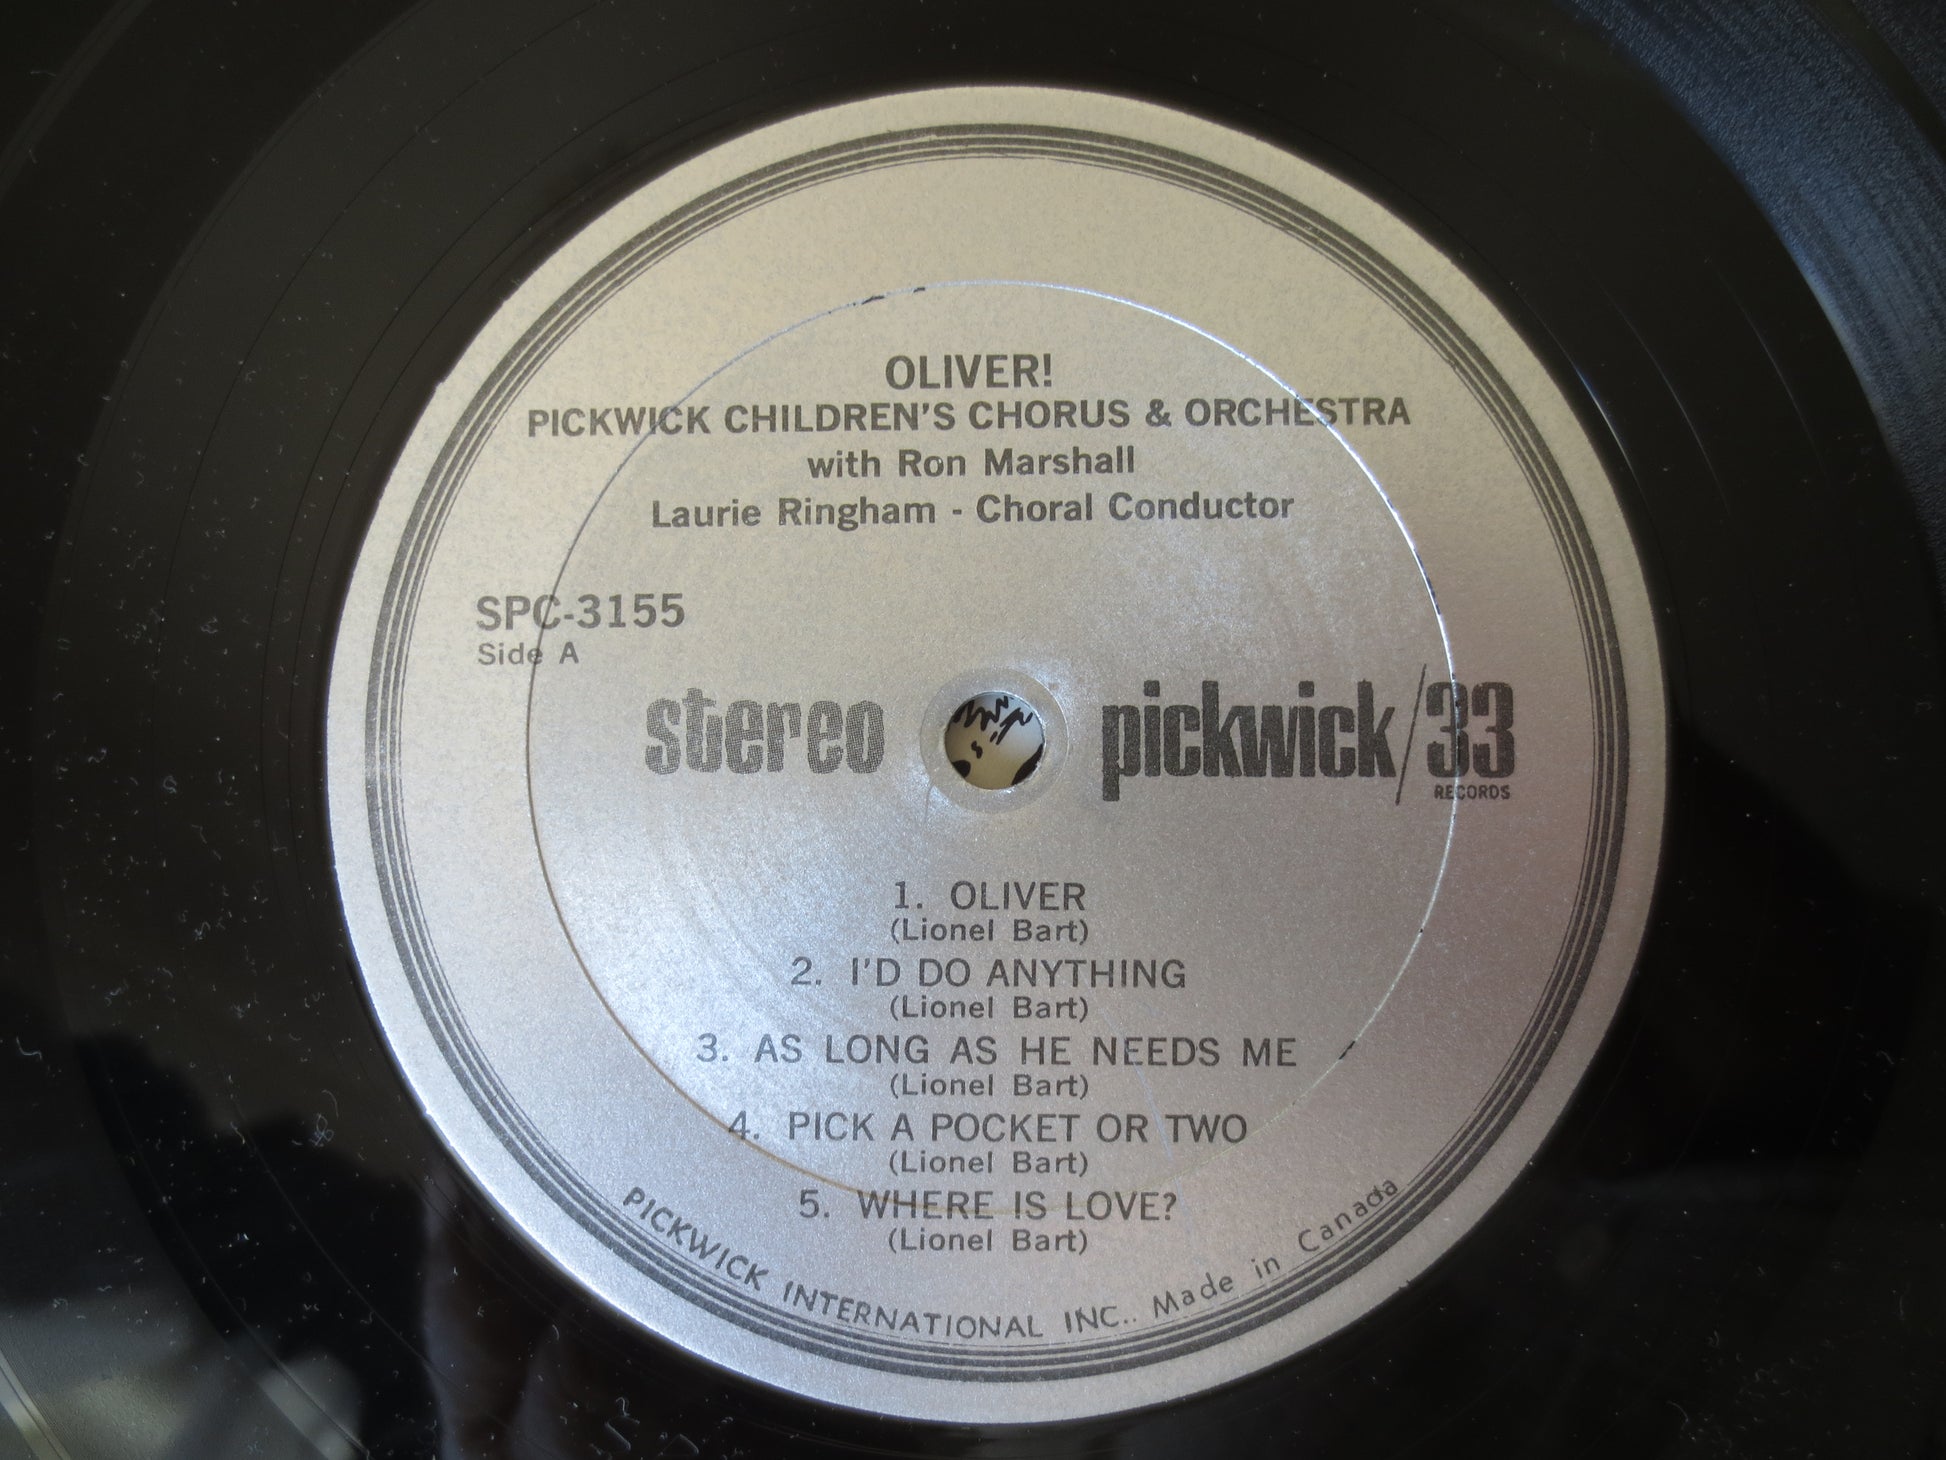 OLIVER!
PICKWICK CHILDREN'S CHORUS & ORCHESTRA
with Ron Marshall
Laurie Ringham - Choral Conductor
SPC-3155
Side A
stereo
pickwick/33
RECORDS
1. OLIVER
(Lionel Bart)
2. I'D DO ANYTHING
(Lionel Bart)
3. AS LONG AS HE NEEDS ME
(Lionel Bart)
4. PICK A POCKET OR TWO
(Lionel Bart)
5. WHERE IS LOVE?
(Lionel Bart)
PICKWICK INTERNATIONAL INC.. Made in Canada